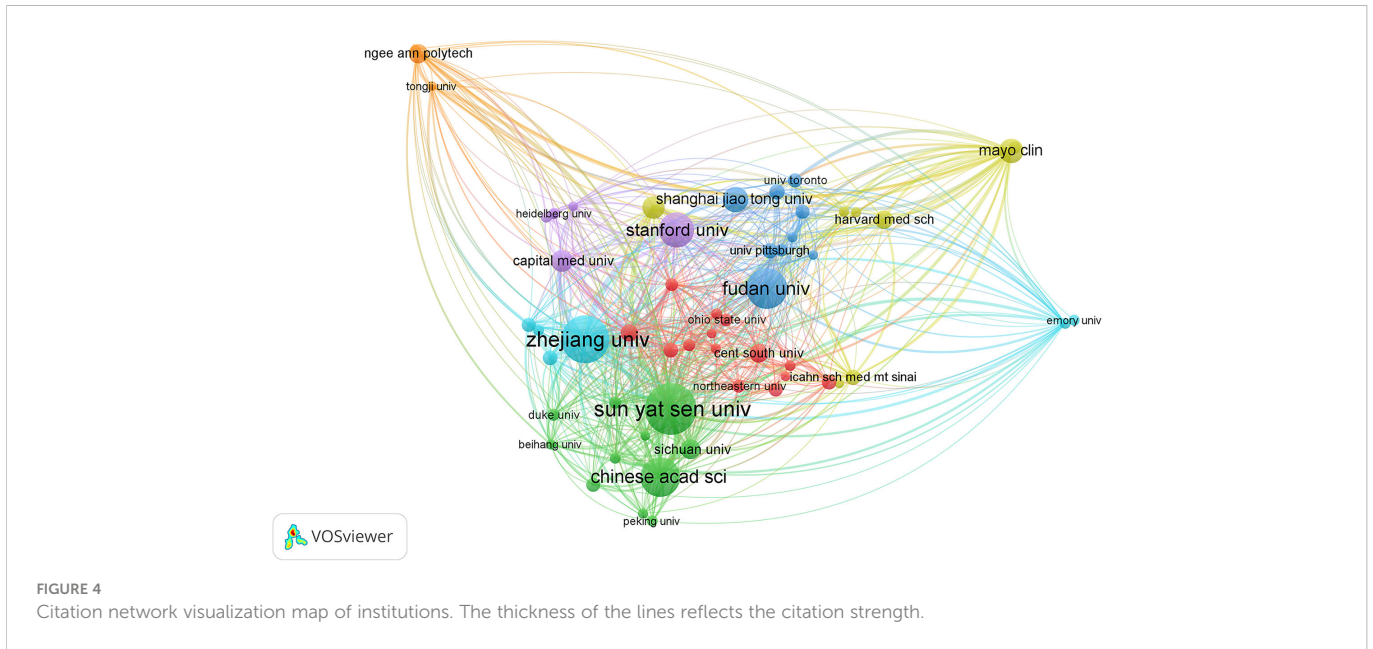 ngee ann polytech
tongji univ
mayo clin
univ toronto
shanghai jiao tong univ
heidelberg univ
harvard med sch
stanford univ
univ pittsburgh
capital med univ
fudan univ
ohio state univ
emory univ
zhejiang univ
cent south univ
icahn sch med mt sinai
northeastern univ
sun yat sen univ
duke univ
beihang univ
sichuan univ
chinese acad sci
peking univ
VOSviewer
FIGURE 4
Citation network visualization map of institutions. The thickness of the lines reflects the citation strength.